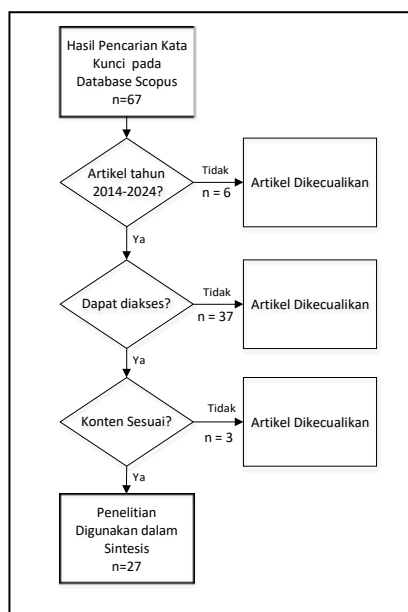 Hasil Pencarian Kata
Kunci pada
Database Scopus
n=67
Artikel tahun
2014-2024?
Tidak
n = 6
Artikel Dikecualikan
Ya
Dapat diakses?
Tidak
n = 37
Artikel Dikecualikan
Ya
Konten Sesuai?
Tidak
n = 3
Artikel Dikecualikan
Ya
Penelitian
Digunakan dalam
Sintesis
n=27